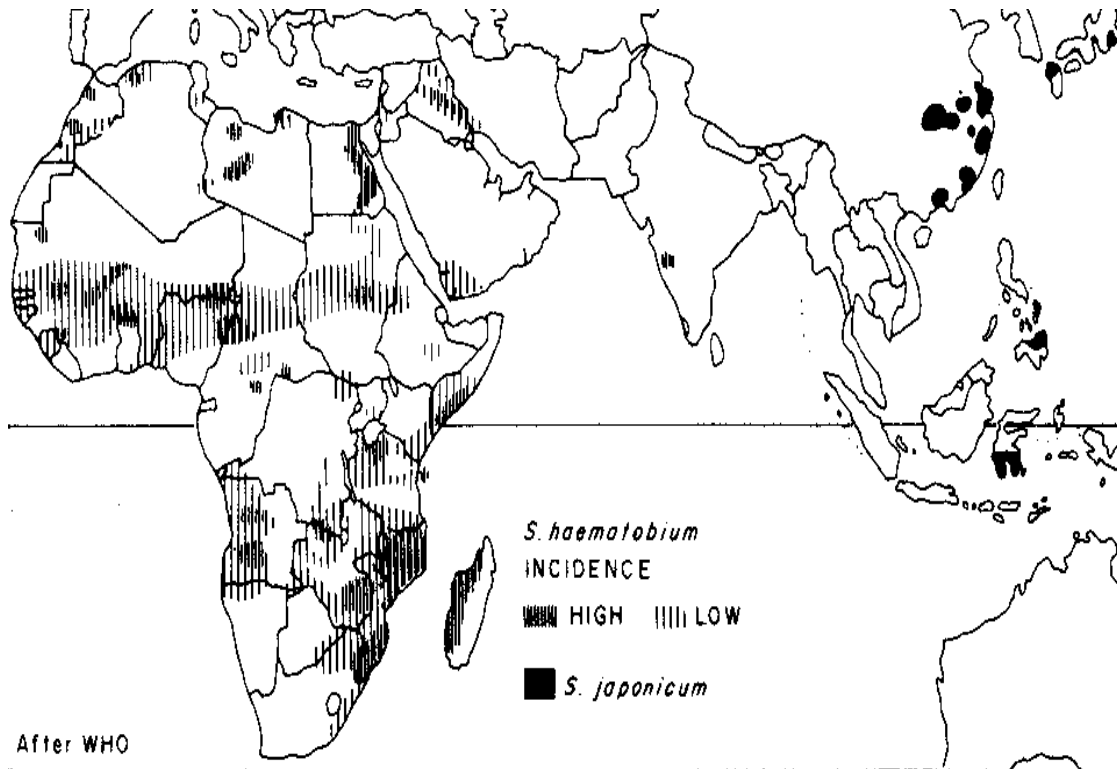 S. haematobium
INCIDENCE
HIGH LOW
S. japonicum
After WHO